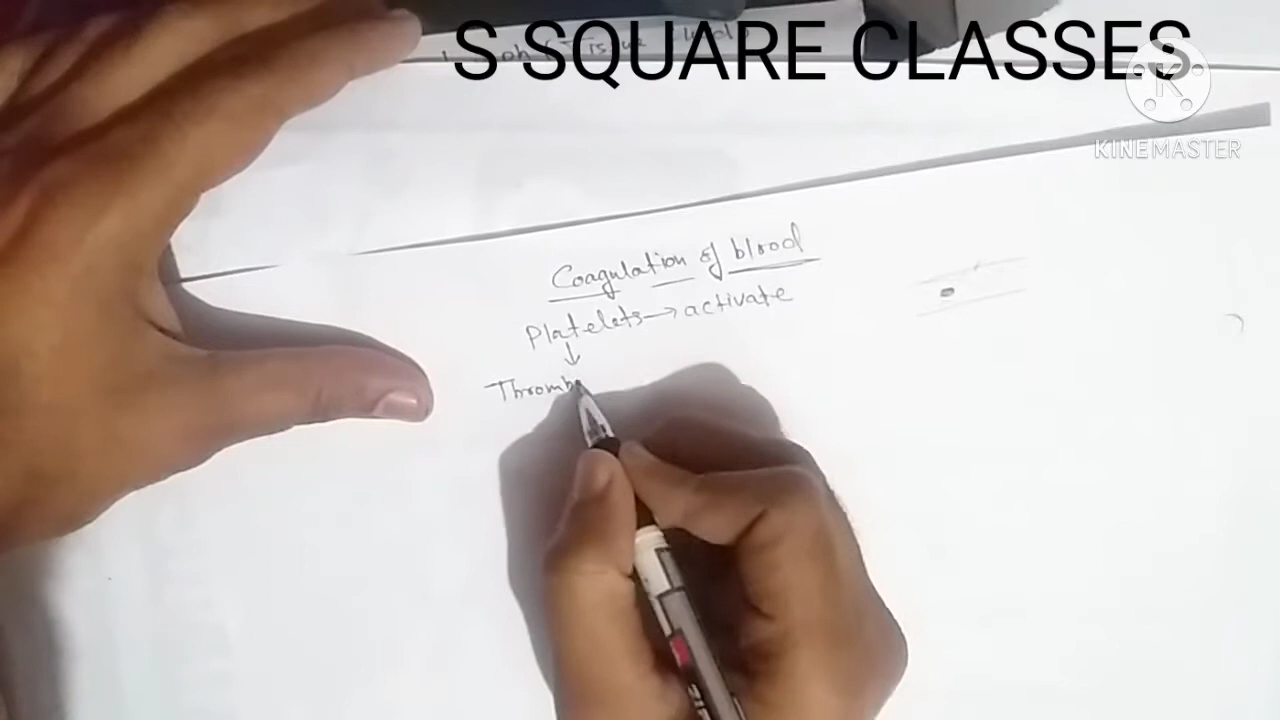 S SQUARE CLASSES
KINEMASTER
Coagulation of blood
Platelets → activate
↓
Thromb